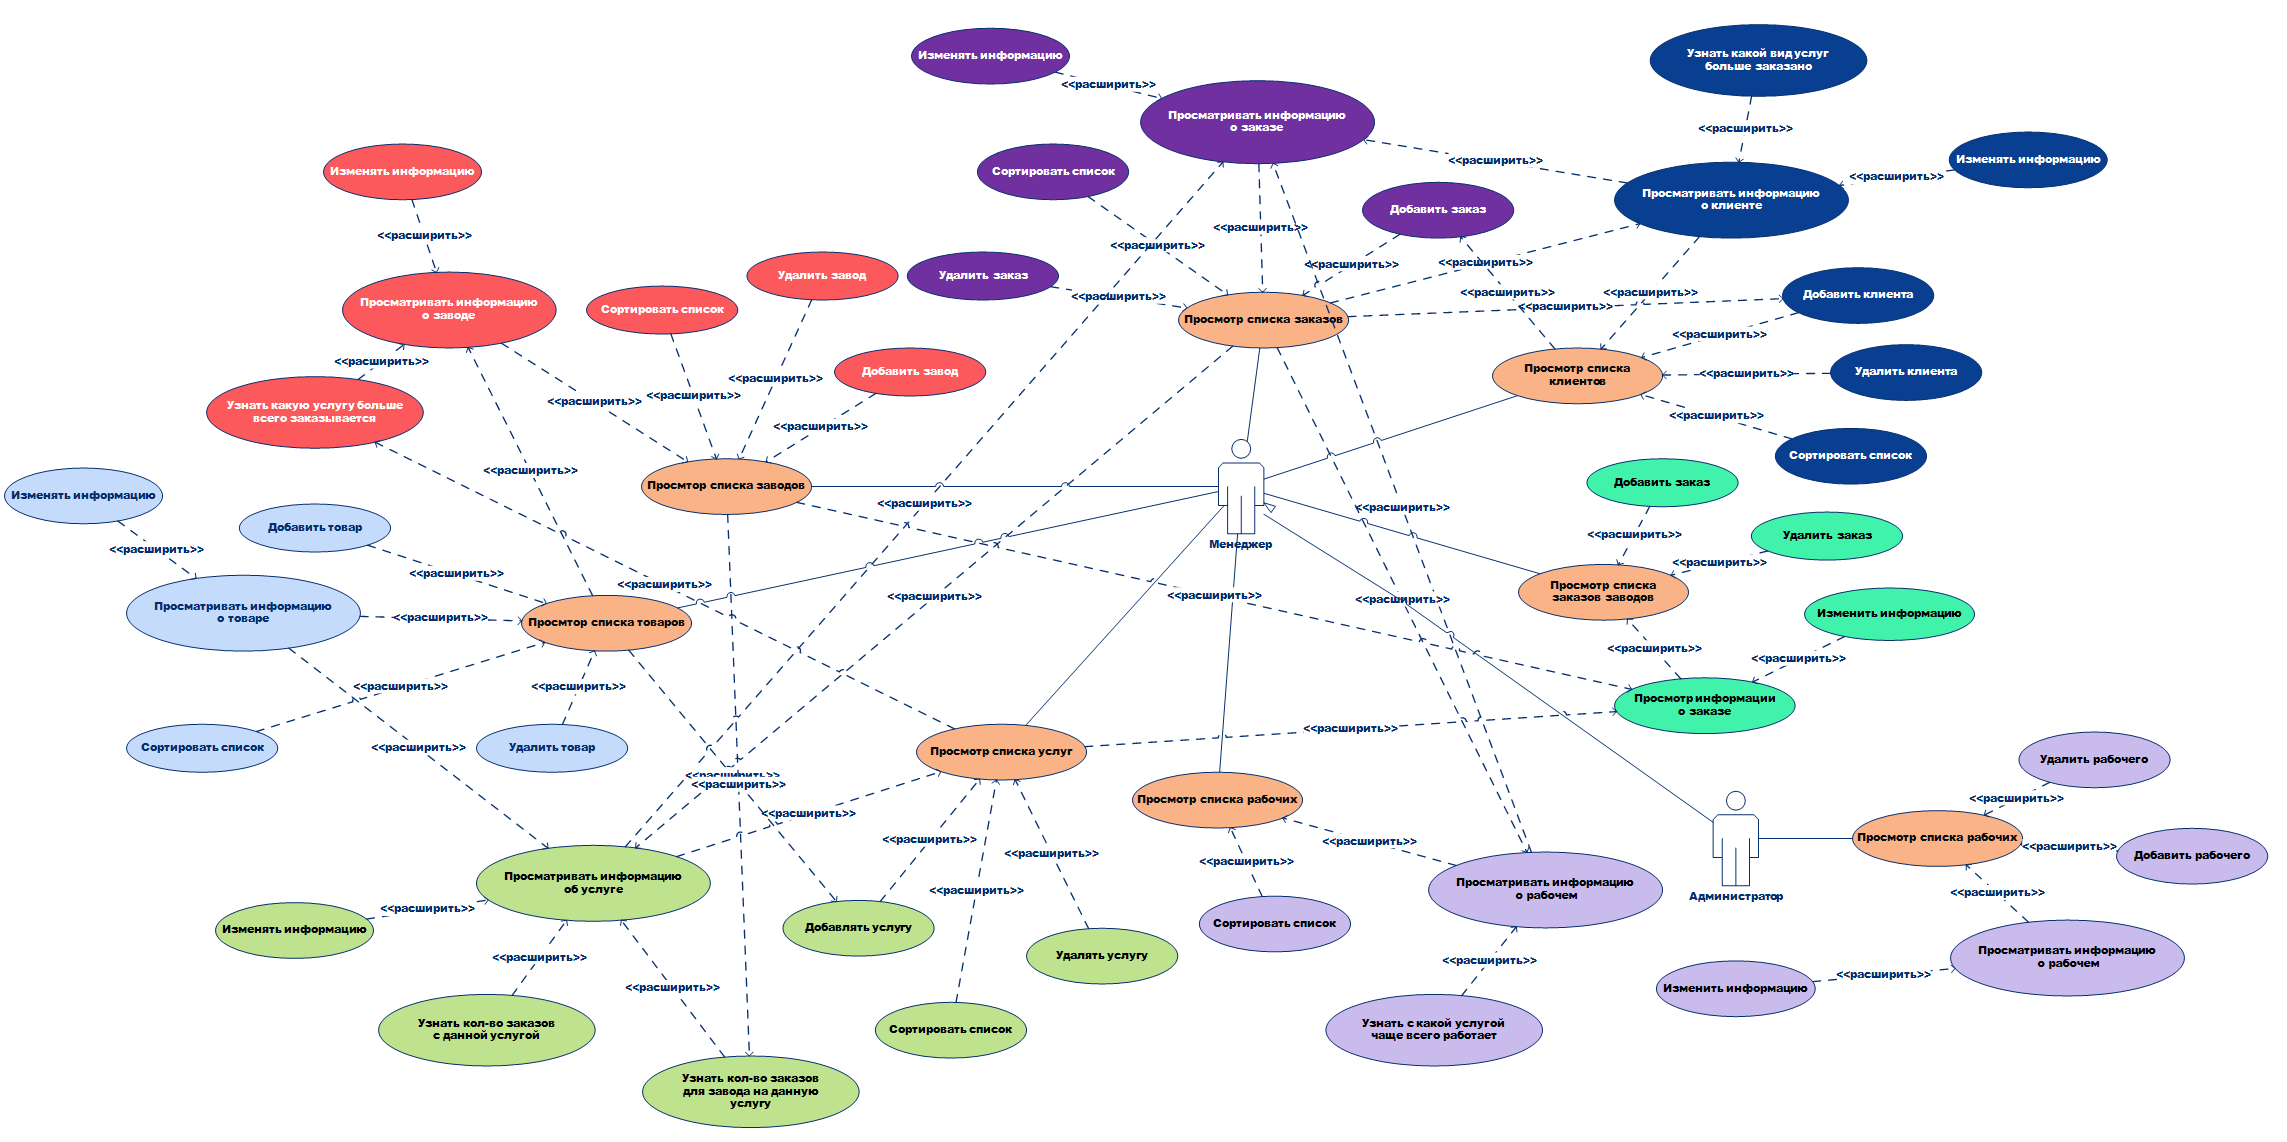 Изменять информацию
<<расширить>>
Просматривать информацию
о заказе
Узнать какой вид услуг
больше заказано
<<расширить>>
<<расширить>>
Изменять информацию
<<расширить>>
Просматривать информацию
о клиенте
Изменять информацию
<<расширить>>
Сортировать список
<<расширить>>
Добавить заказ
<<расширить>>
<<расширить>>
Удалить заказ
<<расширить>>
<<расширить>>
<<расширить>>
<<расширить>>
<<расширить>>
<<расширить>>
Просмотр списка заказов
Добавить клиента
<<расширить>>
Просмотр списка
клиентов
Удалить клиента
<<расширить>>
<<расширить>>
Сортировать список
Просматривать информацию
о заводе
Сортировать список
Удалить завод
<<расширить>>
Добавить завод
<<расширить>>
<<расширить>>
<<расширить>>
<<расширить>>
Узнать какую услугу больше
всего заказывается
<<расширить>>
Просмтор списка заводов
<<расширить>>
<<расширить>>
Менеджер
Добавить заказ
<<расширить>>
Удалить заказ
<<расширить>>
Просмотр списка
заказов заводов
Изменить информацию
<<расширить>>
<<расширить>>
Просмотр информации
о заказе
<<расширить>>
<<расширить>>
<<расширить>>
<<расширить>>
<<расширить>>
Изменять информацию
<<расширить>>
Добавить товар
<<расширить>>
Просматривать информацию
о товаре
<<расширить>>
Просмтор списка товаров
<<расширить>>
<<расширить>>
Сортировать список
Удалить товар
<<расширить>>
<<расширить>>
<<расширить>>
<<расширить>>
Просмотр списка услуг
Просмотр списка рабочих
<<расширить>>
<<расширить>>
<<расширить>>
<<расширить>>
<<расширить>>
<<расширить>>
Просматривать информацию
об услуге
<<расширить>>
Изменять информацию
Добавлять услугу
Удалять услугу
Сортировать список
Просматривать информацию
о рабочем
<<расширить>>
<<расширить>>
<<расширить>>
Узнать кол-во заказов
с данной услугой
Сортировать список
Узнать с какой услугой
чаще всего работает
Узнать кол-во заказов
для завода на данную
услугу
Администратор
Удалить рабочего
<<расширить>>
Просмотр списка рабочих
<<расширить>>
Добавить рабочего
<<расширить>>
Просматривать информацию
о рабочем
<<расширить>>
Изменить информацию